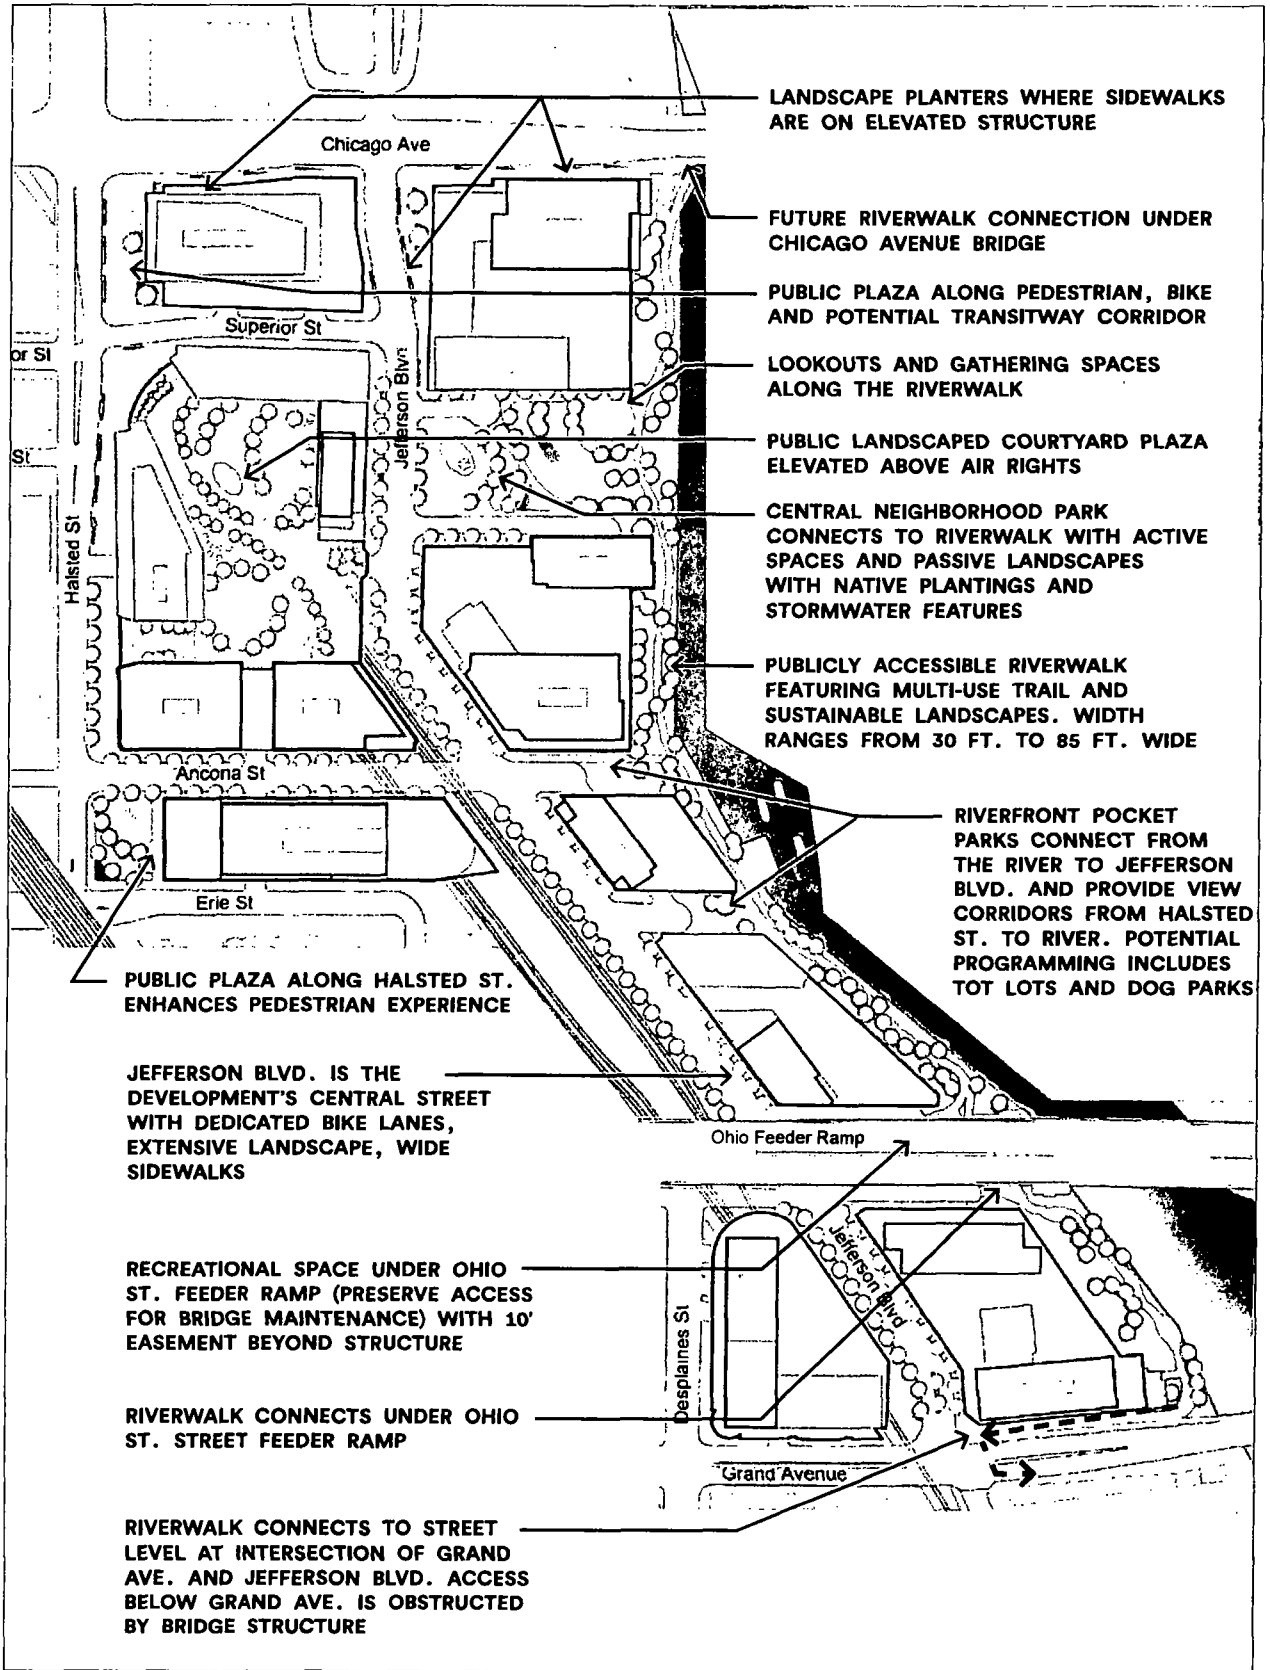 LANDSCAPE PLANTERS WHERE SIDEWALKS
ARE ON ELEVATED STRUCTURE
Chicago Ave
FUTURE RIVERWALK CONNECTION UNDER
CHICAGO AVENUE BRIDGE
PUBLIC PLAZA ALONG PEDESTRIAN, BIKE
AND POTENTIAL TRANSITWAY CORRIDOR
Superior St
or St
LOOKOUTS AND GATHERING SPACES
ALONG THE RIVERWALK
Jefferson Blvd
PUBLIC LANDSCAPED COURTYARD PLAZA
ELEVATED ABOVE AIR RIGHTS
St
Halsted St
CENTRAL NEIGHBORHOOD PARK
CONNECTS TO RIVERWALK WITH ACTIVE
SPACES AND PASSIVE LANDSCAPES
WITH NATIVE PLANTINGS AND
STORMWATER FEATURES
PUBLICLY ACCESSIBLE RIVERWALK
FEATURING MULTI-USE TRAIL AND
SUSTAINABLE LANDSCAPES. WIDTH
RANGES FROM 30 FT. TO 85 FT. WIDE
Ancona St
RIVERFRONT POCKET
PARKS CONNECT FROM
THE RIVER TO JEFFERSON
BLVD. AND PROVIDE VIEW
CORRIDORS FROM HALSTED
ST. TO RIVER. POTENTIAL
PROGRAMMING INCLUDES
TOT LOTS AND DOG PARKS
Erie St
PUBLIC PLAZA ALONG HALSTED ST.
ENHANCES PEDESTRIAN EXPERIENCE
JEFFERSON BLVD. IS THE
DEVELOPMENT'S CENTRAL STREET
WITH DEDICATED BIKE LANES,
EXTENSIVE LANDSCAPE, WIDE
SIDEWALKS
Ohio Feeder Ramp
Jefferson Blvd
RECREATIONAL SPACE UNDER OHIO
ST. FEEDER RAMP (PRESERVE ACCESS
FOR BRIDGE MAINTENANCE) WITH 10'
EASEMENT BEYOND STRUCTURE
Desplaines St
RIVERWALK CONNECTS UNDER OHIO
ST. STREET FEEDER RAMP
Grand Avenue
RIVERWALK CONNECTS TO STREET
LEVEL AT INTERSECTION OF GRAND
AVE. AND JEFFERSON BLVD. ACCESS
BELOW GRAND AVE. IS OBSTRUCTED
BY BRIDGE STRUCTURE